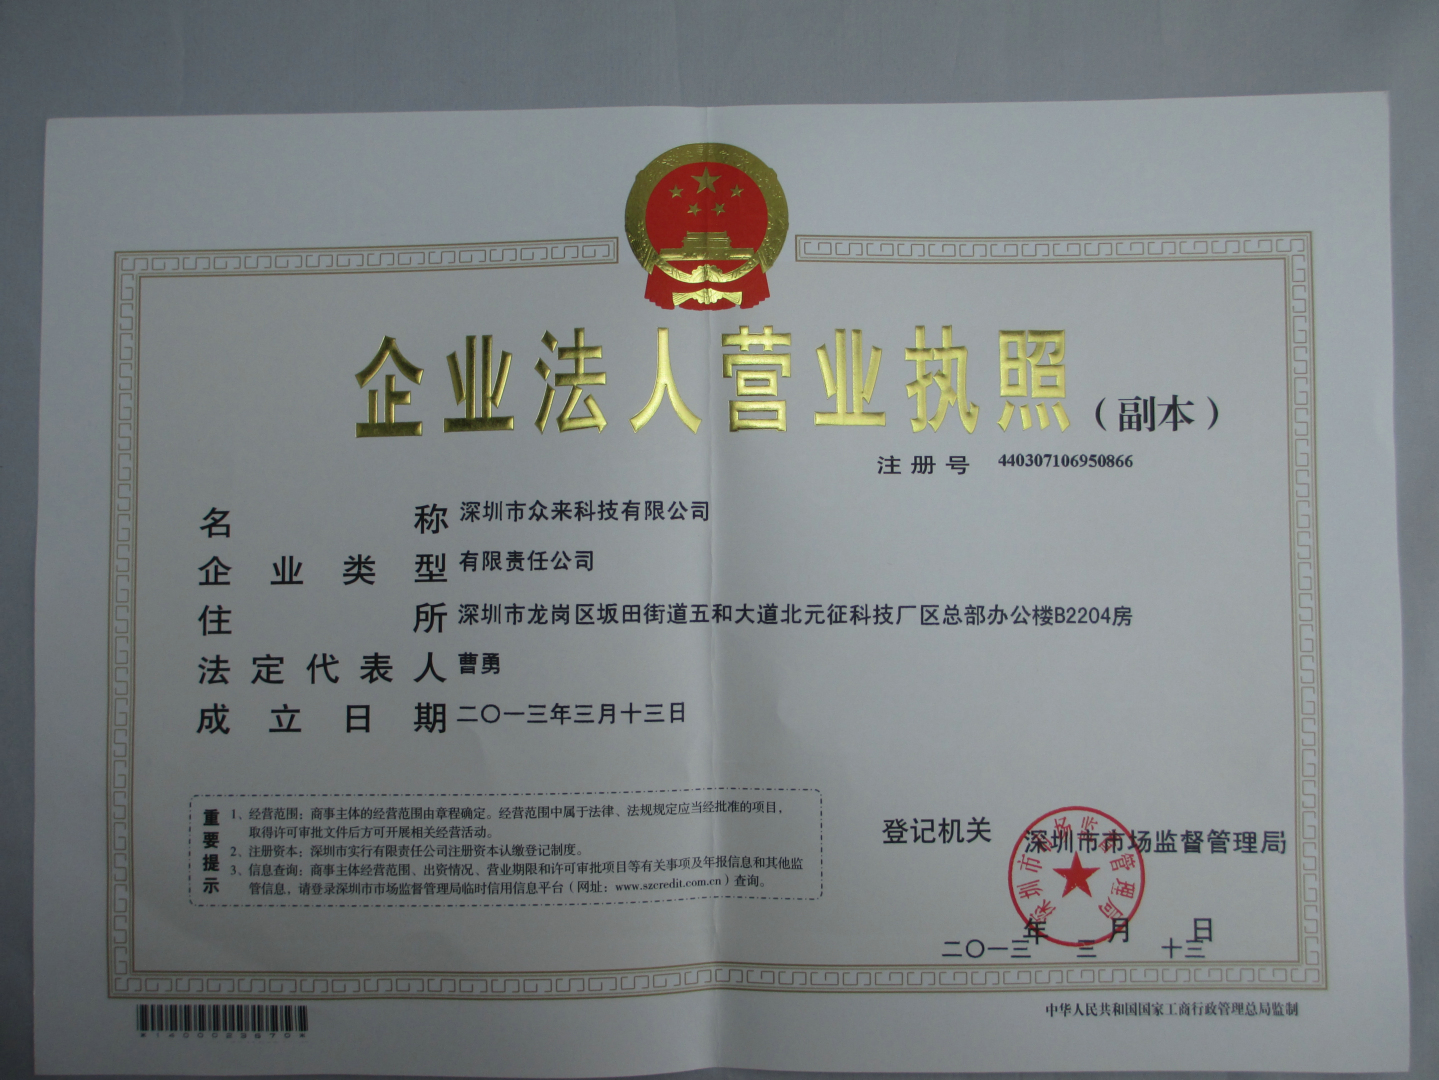 企业法人营业执照（副本）
注册号 440307106950866
名称 深圳市众来科技有限公司
企业类型 有限责任公司
住所 深圳市龙岗区坂田街道五和大道北元征科技厂区总部办公楼B2204房
法定代表人 曹勇
成立日期 二〇一三年三月十三日
重要提示
1、经营范围：商事主体的经营范围由章程确定。经营范围中属于法律、法规规定应当经批准的项目，
取得许可审批文件后方可开展相关经营活动。
2、注册资本：深圳市实行有限责任公司注册资本认缴登记制度。
3、信息查询：商事主体经营范围、出资情况、营业期限和许可审批项目等有关事项及年报信息和其他监
管信息，请登录深圳市市场监督管理局临时信用信息平台（网址：www.szcredit.com.cn）查询。
登记机关 深圳市市场监督管理局
深圳市市场监督管理局
二〇一三年三月十三日
中华人民共和国国家工商行政管理总局监制